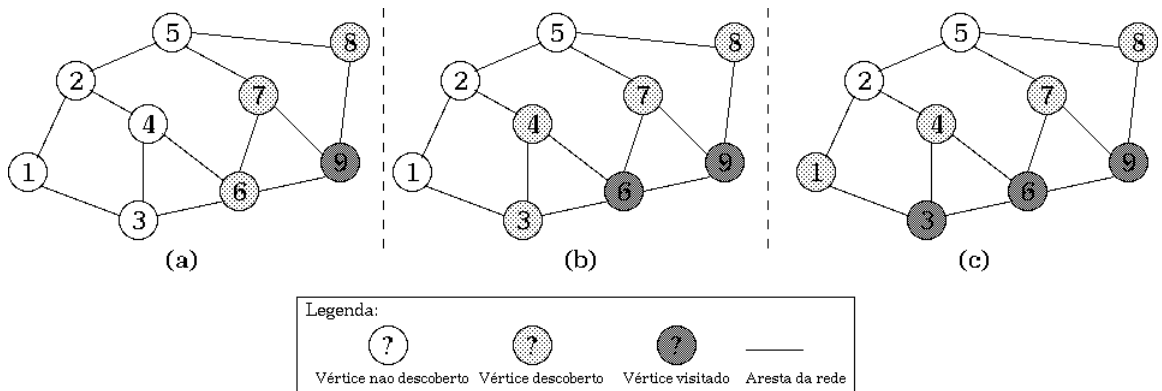 5 8 2 7 4 9 1 6 3
(a)
5 8 2 7 4 9 1 6 3
(b)
5 8 2 7 4 9 1 6 3
(c)
Legenda:
? ? ?
Vértice nao descoberto Vértice descoberto Vértice visitado Aresta da rede